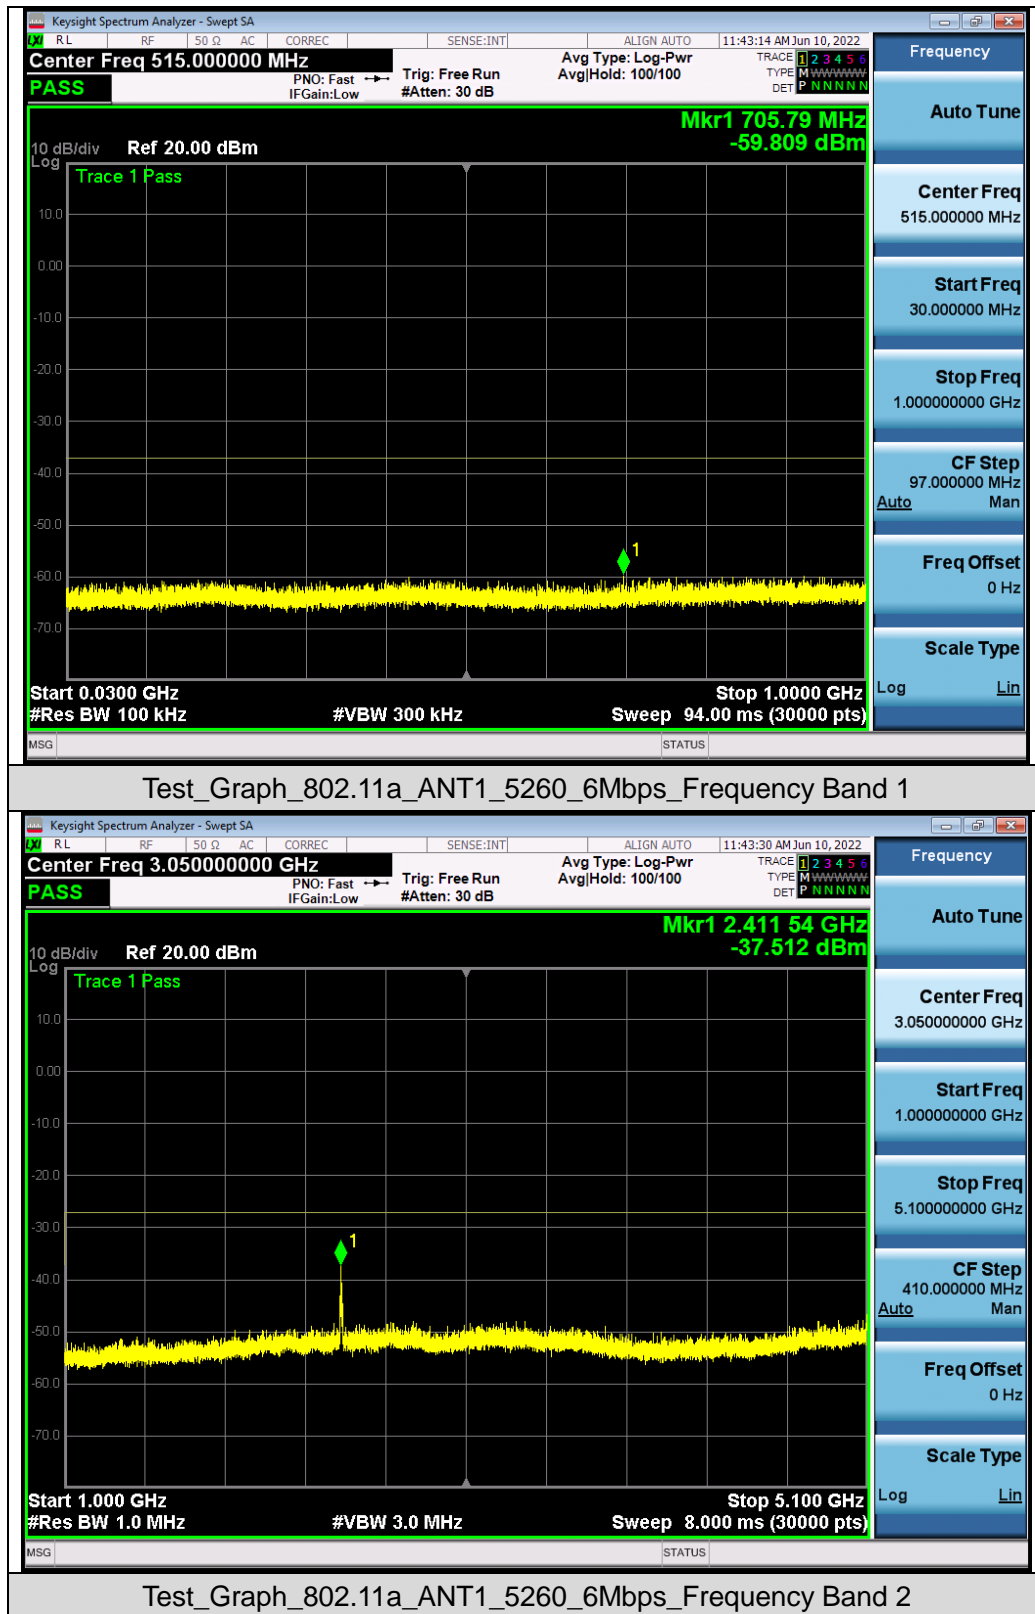 Keysight Spectrum Analyzer - Swept SA
LXI RL RF 50 Ω AC CORREC SENSE:INT ALIGN AUTO 11:43:14 AM Jun 10, 2022
Center Freq 515.000000 MHz
PASS
PNO: Fast
IFGain:Low
Trig: Free Run
#Atten: 30 dB
Avg Type: Log-Pwr
Avg|Hold: 100/100
TRACE 1 2 3 4 5 6
TYPE M WWWWW
DET P N N N N N
Mkr1 705.79 MHz
-59.809 dBm
10 dB/div Ref 20.00 dBm
Log
Trace 1 Pass
10.0
0.00
-10.0
-20.0
-30.0
-40.0
-50.0
-60.0
-70.0
1
Start 0.0300 GHz Stop 1.0000 GHz
#Res BW 100 kHz #VBW 300 kHz Sweep 94.00 ms (30000 pts)
MSG STATUS
Frequency
Auto Tune
Center Freq
515.000000 MHz
Start Freq
30.000000 MHz
Stop Freq
1.000000000 GHz
CF Step
97.000000 MHz
Auto Man
Freq Offset
0 Hz
Scale Type
Log Lin
Test_Graph_802.11a_ANT1_5260_6Mbps_Frequency Band 1
Keysight Spectrum Analyzer - Swept SA
LXI RL RF 50 Ω AC CORREC SENSE:INT ALIGN AUTO 11:43:30 AM Jun 10, 2022
Center Freq 3.050000000 GHz
PASS
PNO: Fast
IFGain:Low
Trig: Free Run
#Atten: 30 dB
Avg Type: Log-Pwr
Avg|Hold: 100/100
TRACE 1 2 3 4 5 6
TYPE M WWWWW
DET P N N N N N
Mkr1 2.411 54 GHz
-37.512 dBm
10 dB/div Ref 20.00 dBm
Log
Trace 1 Pass
10.0
0.00
-10.0
-20.0
-30.0
-40.0
-50.0
-60.0
-70.0
1
Start 1.000 GHz Stop 5.100 GHz
#Res BW 1.0 MHz #VBW 3.0 MHz Sweep 8.000 ms (30000 pts)
MSG STATUS
Frequency
Auto Tune
Center Freq
3.050000000 GHz
Start Freq
1.000000000 GHz
Stop Freq
5.100000000 GHz
CF Step
410.000000 MHz
Auto Man
Freq Offset
0 Hz
Scale Type
Log Lin
Test_Graph_802.11a_ANT1_5260_6Mbps_Frequency Band 2